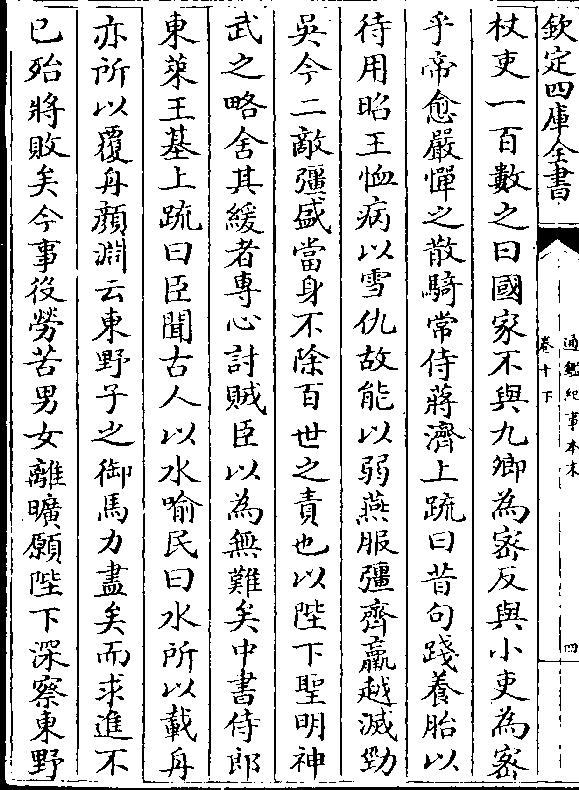 欽定四庫全書
通鑑紀事本末
卷十下
四
杖吏一百數之曰國家不與九卿為宻反與小吏為宻
乎帝愈嚴憚之散騎常侍蔣濟上疏曰昔句踐養胎以
待用昭王恤病以雪仇故能以弱燕服彊齊羸越滅勁
吳今二敵彊盛當身不除百世之責也以陛下聖明神
武之略舍其緩者專心討賊臣以為無難矣中書侍郎
東萊王基上疏曰臣聞古人以水喻民曰水所以載舟
亦所以覆舟顔淵云東野子之御馬力盡矣而求進不
已殆將敗矣今事役勞苦男女離曠願陛下深察東野